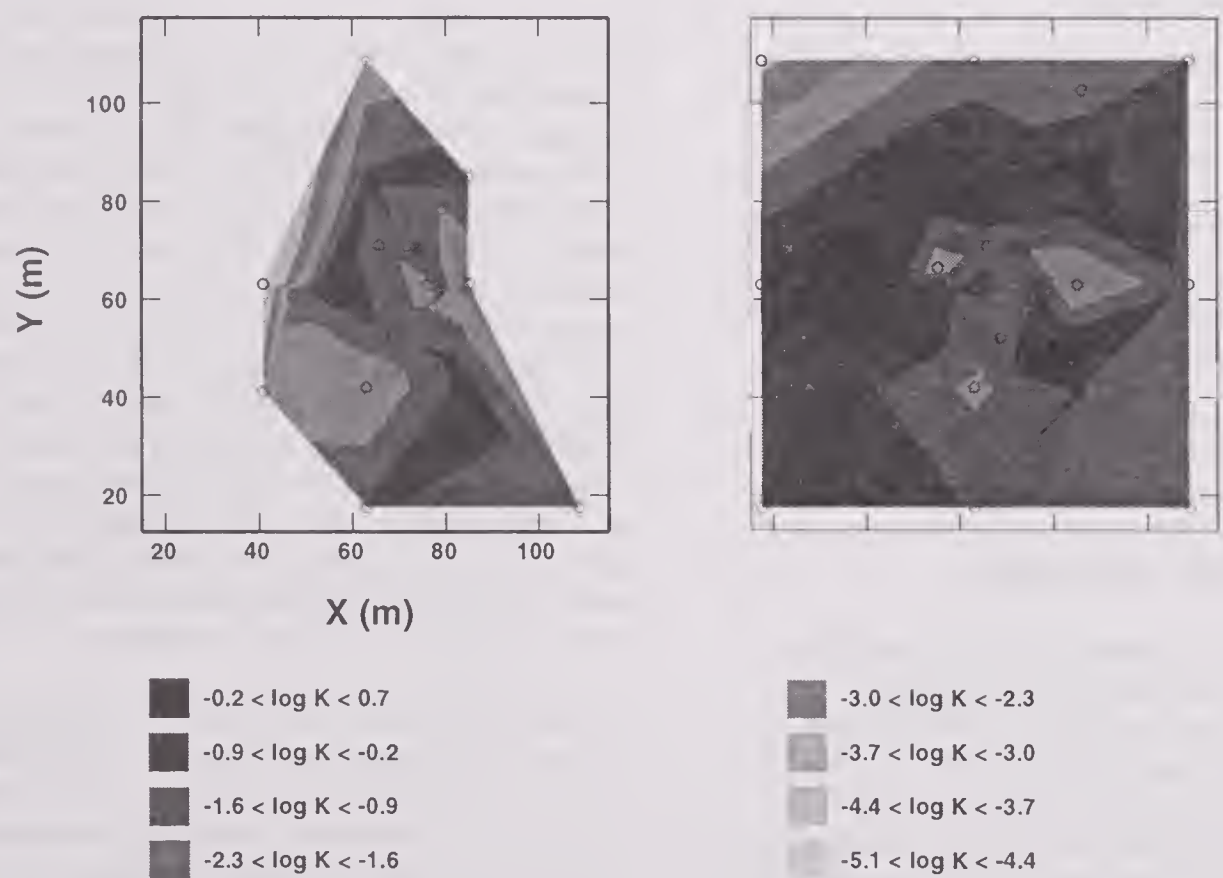 100
80
60
40
20
Y (m)
20 40 60 80 100
X (m)
-0.2 < log K < 0.7
-0.9 < log K < -0.2
-1.6 < log K < -0.9
-2.3 < log K < -1.6
-3.0 < log K < -2.3
-3.7 < log K < -3.0
-4.4 < log K < -3.7
-5.1 < log K < -4.4